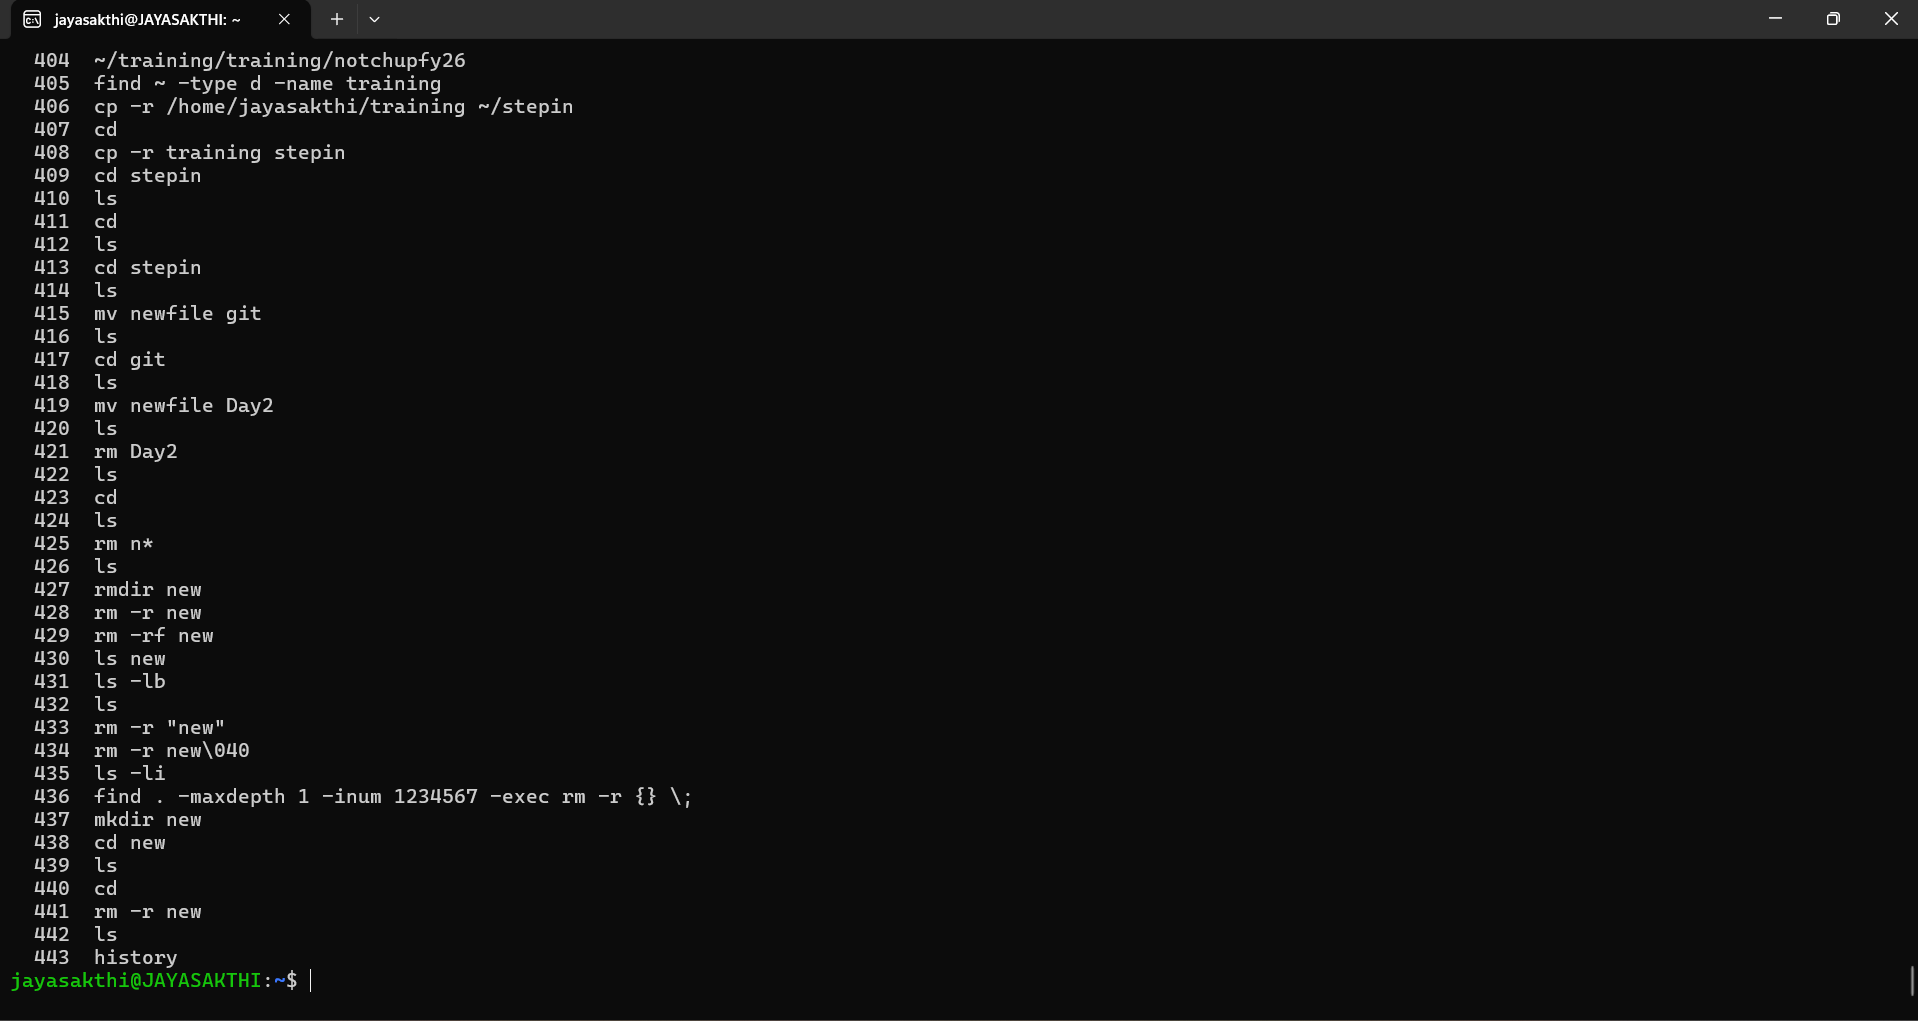 jayasakthi@JAYASAKTHI: ~
404 ~/training/training/notchupfy26
405 find ~ -type d -name training
406 cp -r /home/jayasakthi/training ~/stepin
407 cd
408 cp -r training stepin
409 cd stepin
410 ls
411 cd
412 ls
413 cd stepin
414 ls
415 mv newfile git
416 ls
417 cd git
418 ls
419 mv newfile Day2
420 ls
421 rm Day2
422 ls
423 cd
424 ls
425 rm n*
426 ls
427 rmdir new
428 rm -r new
429 rm -rf new
430 ls new
431 ls -lb
432 ls
433 rm -r "new"
434 rm -r new\040
435 ls -li
436 find . -maxdepth 1 -inum 1234567 -exec rm -r {} \;
437 mkdir new
438 cd new
439 ls
440 cd
441 rm -r new
442 ls
443 history
jayasakthi@JAYASAKTHI:~$